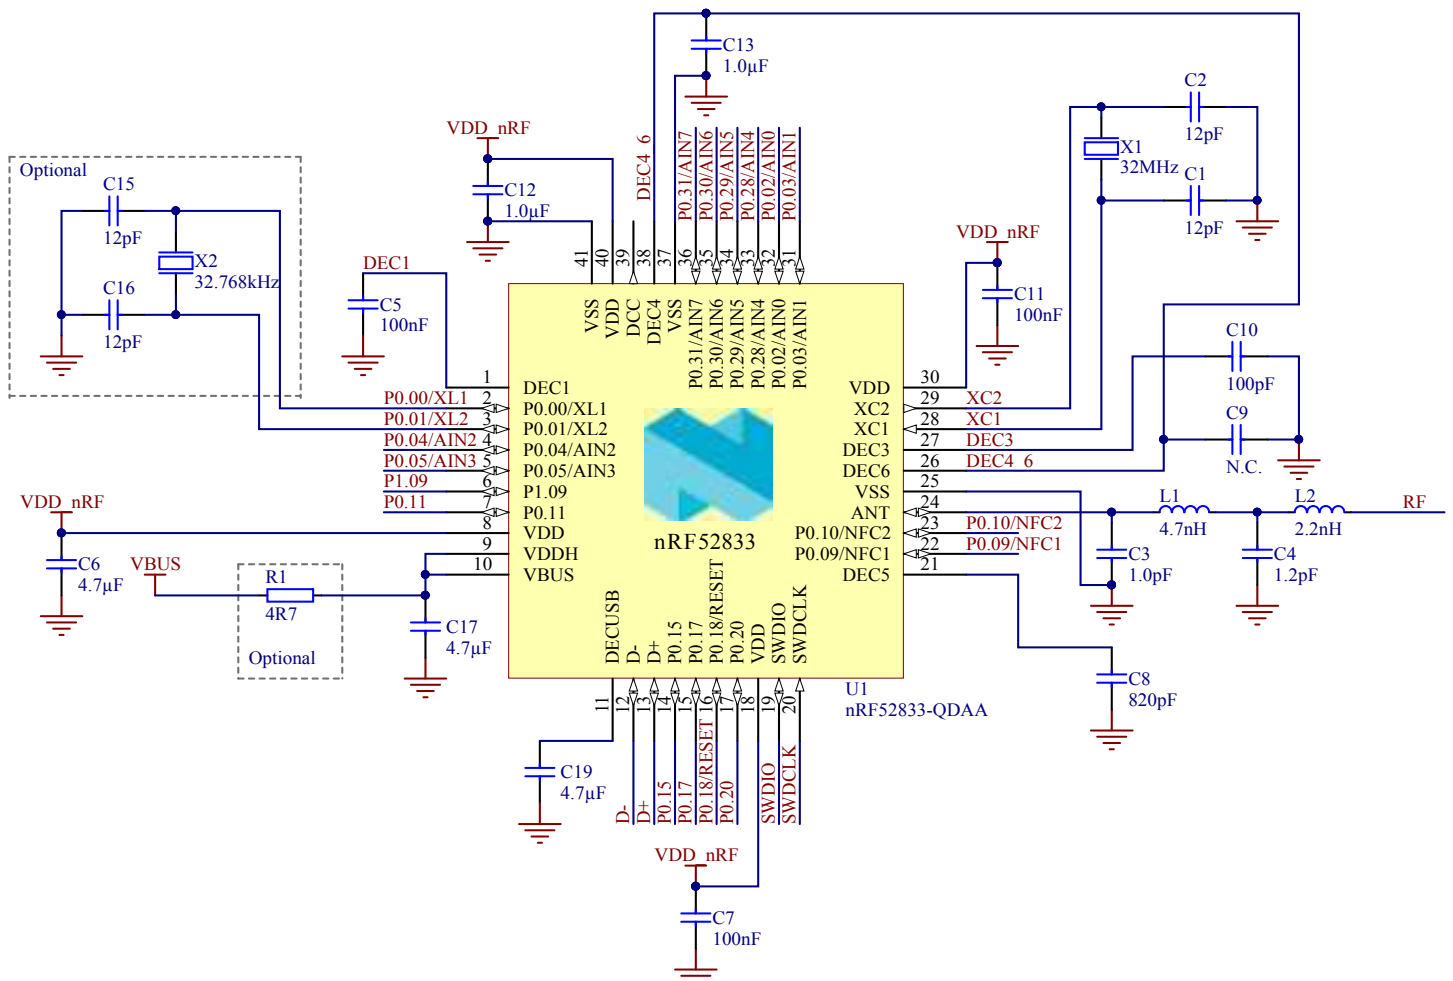 C13
1.0µF
C2
12pF
X1
32MHz
C1
12pF
VDD_nRF
C12
1.0µF
DEC4_6
P0.31/AIN7
P0.30/AIN6
P0.29/AIN5
P0.28/AIN4
P0.02/AIN0
P0.03/AIN1
Optional
C15
12pF
X2
32.768kHz
C16
12pF
DEC1
C5
100nF
VDD_nRF
C11
100nF
C10
100pF
C9
N.C.
41
40
39
38
37
36
35
34
33
32
31
VSS
VDD
DCC
DEC4
VSS
P0.31/AIN7
P0.30/AIN6
P0.29/AIN5
P0.28/AIN4
P0.02/AIN0
P0.03/AIN1
1 DEC1
P0.00/XL1 2 P0.00/XL1
P0.01/XL2 3 P0.01/XL2
P0.04/AIN2 4 P0.04/AIN2
P0.05/AIN3 5 P0.05/AIN3
P1.09 6 P1.09
P0.11 7 P0.11
8 VDD
9 VDDH
10 VBUS
VDD 30
XC2 29 XC2
XC1 28 XC1
DEC3 27 DEC3
DEC6 26 DEC4_6
VSS 25
ANT 24
P0.10/NFC2 23 P0.10/NFC2
P0.09/NFC1 22 P0.09/NFC1
DEC5 21
nRF52833
VDD_nRF
C6
4.7µF
VBUS
R1
4R7
Optional
C17
4.7µF
L1
4.7nH
L2
2.2nH
RF
C3
1.0pF
C4
1.2pF
C8
820pF
DECUSB
D-
D+
P0.15
P0.17
P0.18/RESET
P0.20
VDD
SWDIO
SWDCLK
11
12
13
14
15
16
17
18
19
20
U1
nRF52833-QDAA
C19
4.7µF
D-
D+
P0.15
P0.17
P0.18/RESET
P0.20
SWDIO
SWDCLK
VDD_nRF
C7
100nF